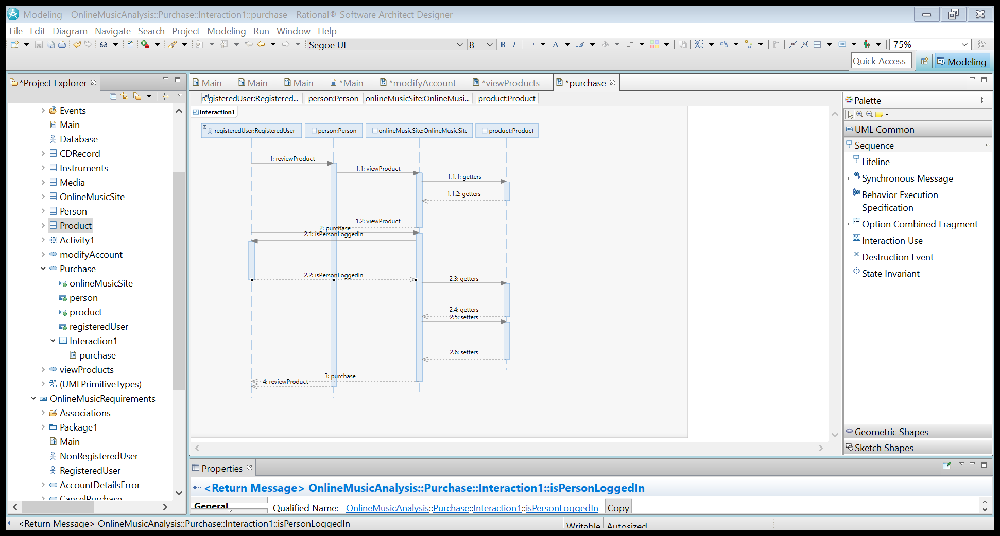 Modeling - OnlineMusicAnalysis::Purchase::Interaction1::purchase - Rational® Software Architect Designer
File Edit Diagram Navigate Search Project Modeling Run Window Help
Segoe UI 8 B I A 75%
Quick Access Modeling
*Project Explorer
Events
Main
Database
CDRecord
Instruments
Media
OnlineMusicSite
Person
Product
Activity1
modifyAccount
Purchase
onlineMusicSite
person
product
registeredUser
Interaction1
purchase
viewProducts
(UMLPrimitiveTypes)
OnlineMusicRequirements
Associations
Package1
Main
NonRegisteredUser
RegisteredUser
AccountDetailsError
CancelPurchase
Main Main Main *Main *modifyAccount *viewProducts *purchase
registeredUser:Registered... person:Person onlineMusicSite:OnlineMusi... product:Product
Interaction1
registeredUser:RegisteredUser person:Person onlineMusicSite:OnlineMusicSite product:Product
1: reviewProduct
1.1: viewProduct
1.1.1: getters
1.1.2: getters
1.2: viewProduct
2: purchase
2.1: isPersonLoggedIn
2.2: isPersonLoggedIn
2.3: getters
2.4: getters
2.5: setters
2.6: setters
3: purchase
4: reviewProduct
Palette
UML Common
Sequence
Lifeline
Synchronous Message
Behavior Execution
Specification
opt Option Combined Fragment
Interaction Use
Destruction Event
State Invariant
Geometric Shapes
Sketch Shapes
Properties
<Return Message> OnlineMusicAnalysis::Purchase::Interaction1::isPersonLoggedIn
General
Qualified Name: OnlineMusicAnalysis::Purchase::Interaction1::isPersonLoggedIn Copy
<Return Message> OnlineMusicAnalysis::Purchase::Interaction1::isPersonLoggedIn
Writable Autosized